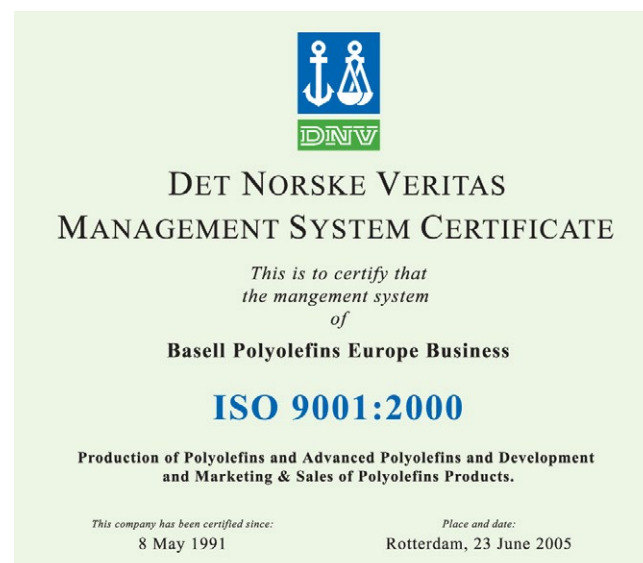 DNV
DET NORSKE VERITAS
MANAGEMENT SYSTEM CERTIFICATE
This is to certify that
the mangement system
of
Basell Polyolefins Europe Business
ISO 9001:2000
Production of Polyolefins and Advanced Polyolefins and Development
and Marketing & Sales of Polyolefins Products.
This company has been certified since:
8 May 1991
Place and date:
Rotterdam, 23 June 2005